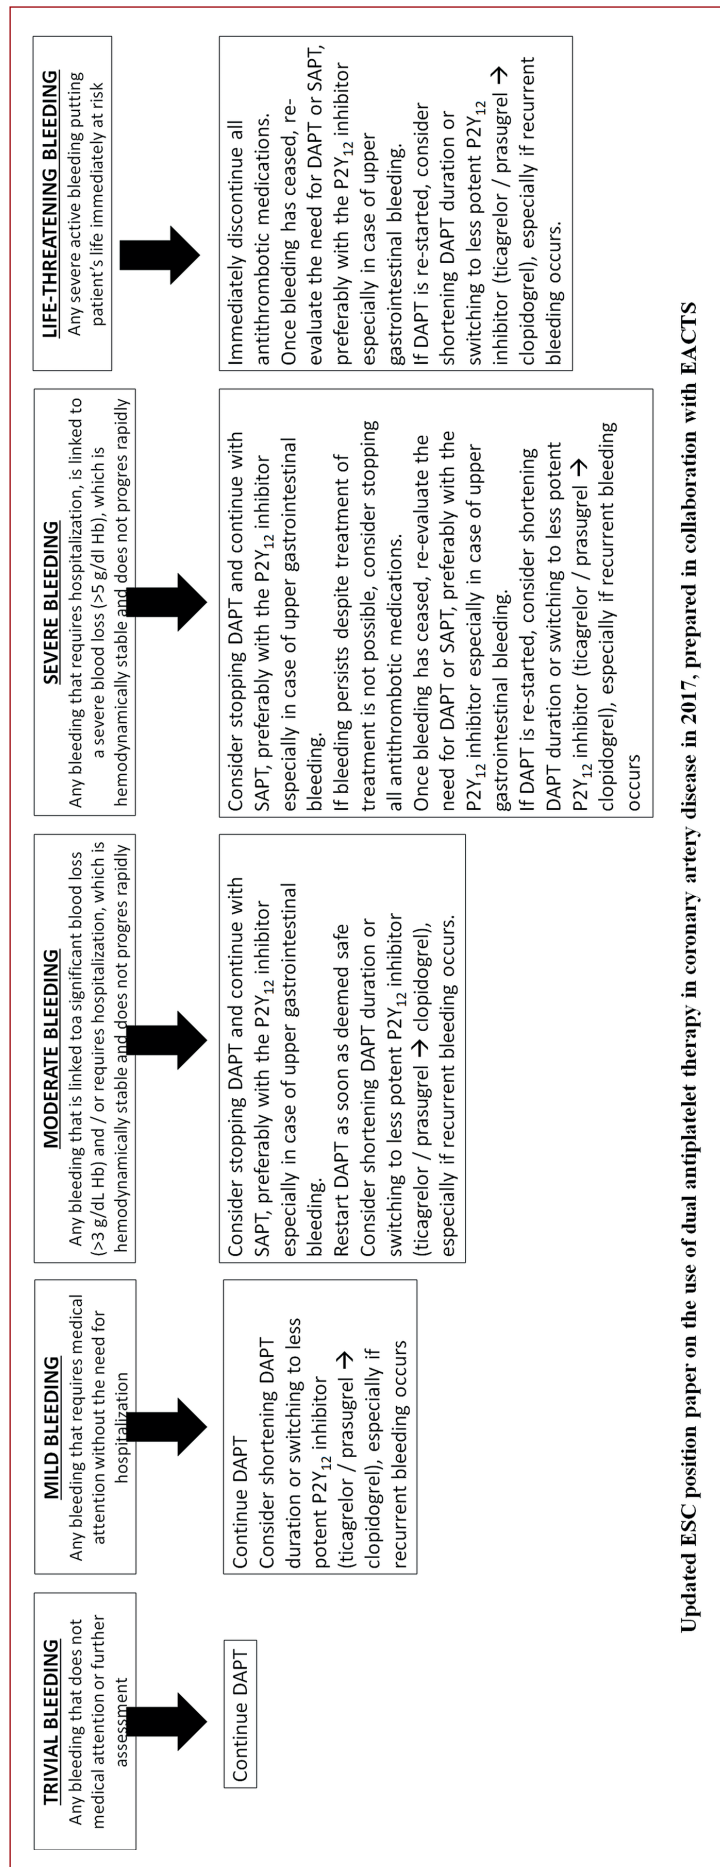 TRIVIAL BLEEDING
Any bleeding that does not
medical attention or further
assessment
Continue DAPT
MILD BLEEDING
Any bleeding that requires medical
attention without the need for
hospitalization
Continue DAPT
Consider shortening DAPT
duration or switching to less
potent P2Y12 inhibitor
(ticagrelor / prasugrel →
clopidogrel), especially if
recurrent bleeding occurs
MODERATE BLEEDING
Any bleeding that is linked toa significant blood loss
(>3 g/dL Hb) and / or requires hospitalization, which is
hemodynamically stable and does not progres rapidly
Consider stopping DAPT and continue with
SAPT, preferably with the P2Y12 inhibitor
especially in case of upper gastrointestinal
bleeding.
Restart DAPT as soon as deemed safe
Consider shortening DAPT duration or
switching to less potent P2Y12 inhibitor
(ticagrelor / prasugrel → clopidogrel),
especially if recurrent bleeding occurs.
SEVERE BLEEDING
Any bleeding that requires hospitalization, is linked to
a severe blood loss (>5 g/dl Hb), which is
hemodynamically stable and does not progres rapidly
Consider stopping DAPT and continue with
SAPT, preferably with the P2Y12 inhibitor
especially in case of upper gastrointestinal
bleeding.
If bleeding persists despite treatment of
treatment is not possible, consider stopping
all antithrombotic medications.
Once bleeding has ceased, re-evaluate the
need for DAPT or SAPT, preferably with the
P2Y12 inhibitor especially in case of upper
gastrointestinal bleeding.
If DAPT is re-started, consider shortening
DAPT duration or switching to less potent
P2Y12 inhibitor (ticagrelor / prasugrel →
clopidogrel), especially if recurrent bleeding
occurs
LIFE-THREATENING BLEEDING
Any severe active bleeding putting
patient's life immediately at risk
Immediately discontinue all
antithrombotic medications.
Once bleeding has ceased, re-
evaluate the need for DAPT or SAPT,
preferably with the P2Y12 inhibitor
especially in case of upper
gastrointestinal bleeding.
If DAPT is re-started, consider
shortening DAPT duration or
switching to less potent P2Y12
inhibitor (ticagrelor / prasugrel →
clopidogrel), especially if recurrent
bleeding occurs.
Updated ESC position paper on the use of dual antiplatelet therapy in coronary artery disease in 2017, prepared in collaboration with EACTS